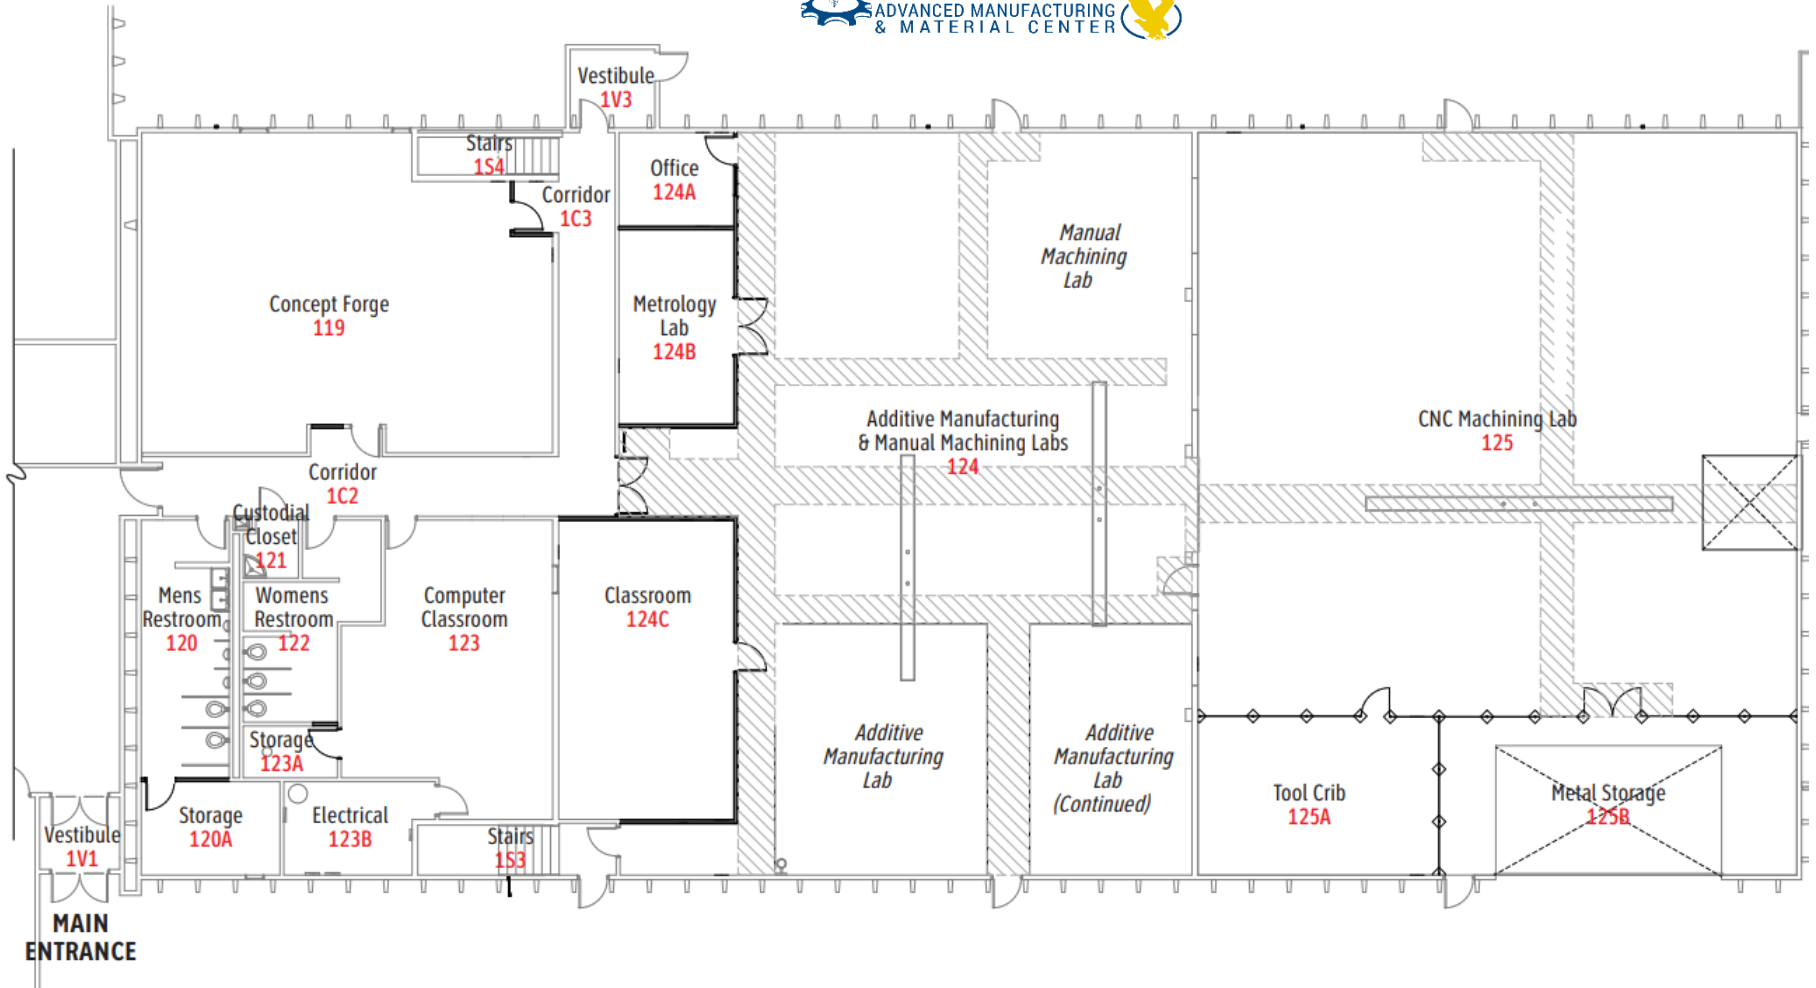 ADVANCED MANUFACTURING
& MATERIAL CENTER
Vestibule
1V3
Stairs
1S4
Office
124A
Corridor
1C3
Manual
Machining
Lab
Concept Forge
119
Metrology
Lab
124B
Additive Manufacturing
& Manual Machining Labs
124
CNC Machining Lab
125
Corridor
1C2
Custodial
Closet
121
Mens
Restroom
120
Womens
Restroom
122
Computer
Classroom
123
Classroom
124C
Storage
123A
Additive
Manufacturing
Lab
Additive
Manufacturing
Lab
(Continued)
Tool Crib
125A
Metal Storage
125B
Vestibule
1V1
Storage
120A
Electrical
123B
Stairs
1S3
MAIN
ENTRANCE